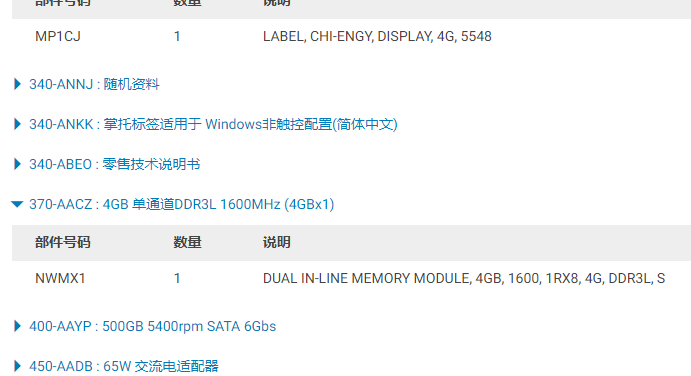 部件号码 数量 说明
MP1CJ 1 LABEL, CHI-ENGY, DISPLAY, 4G, 5548
340-ANNJ : 随机资料
340-ANKK : 掌托标签适用于 Windows非触控配置(简体中文)
340-ABEO : 零售技术说明书
370-AACZ : 4GB 单通道DDR3L 1600MHz (4GBx1)
部件号码 数量 说明
NWMX1 1 DUAL IN-LINE MEMORY MODULE, 4GB, 1600, 1RX8, 4G, DDR3L, S
400-AAYP : 500GB 5400rpm SATA 6Gbs
450-AADB : 65W 交流电适配器